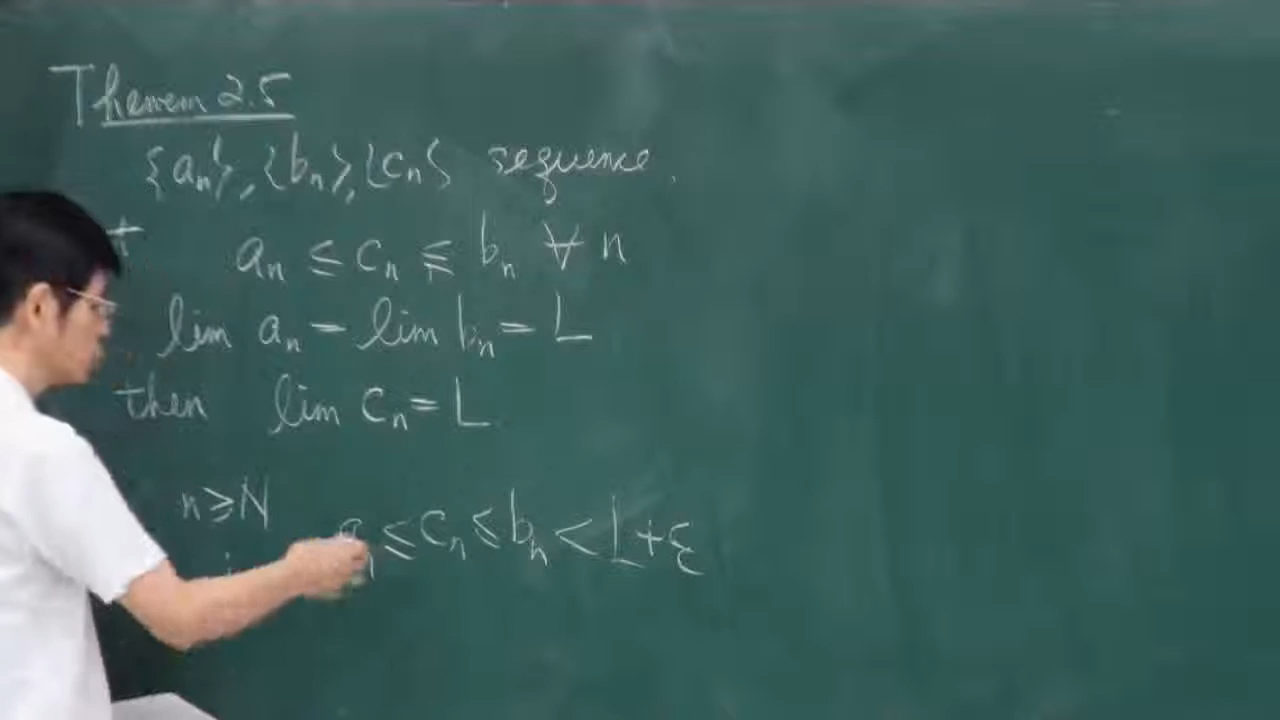 Theorem 2.5
{an}, {bn}, {cn} sequence.
an ≤ cn ≤ bn ∀ n
lim an = lim bn = L
then lim cn = L
n ≥ N
an ≤ cn ≤ bn < L + ε